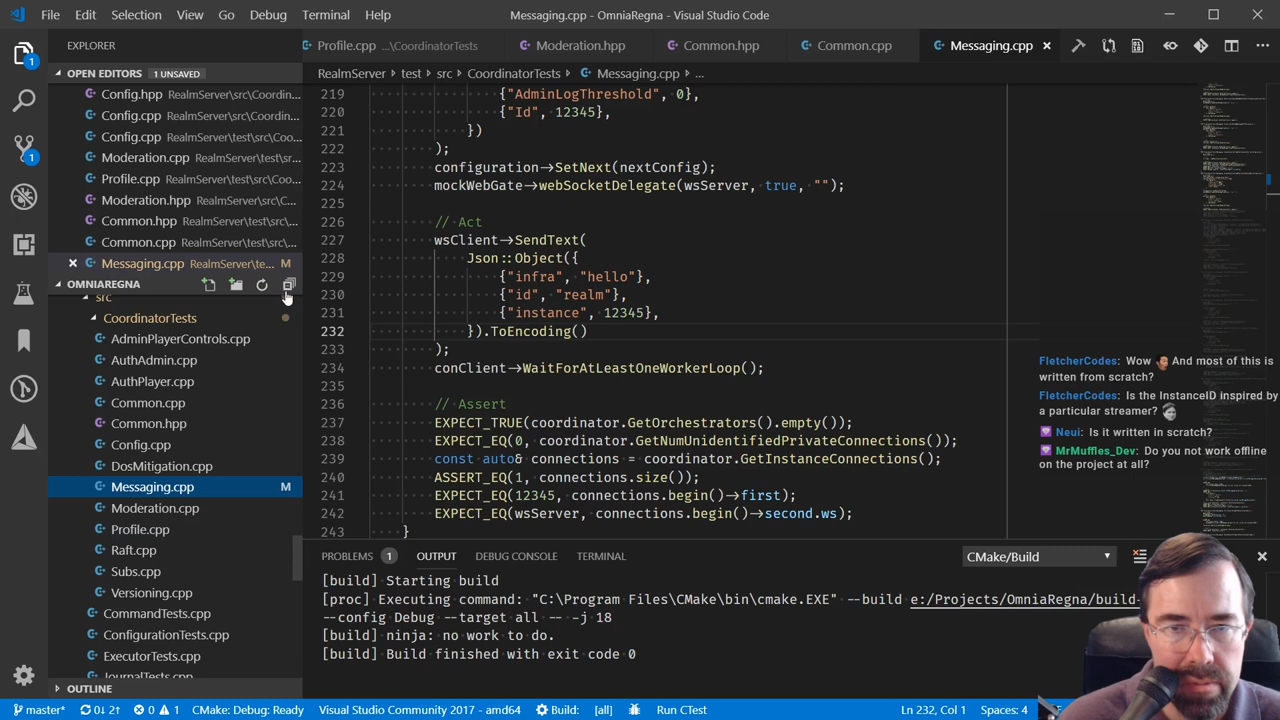 File Edit Selection View Go Debug Terminal Help
Messaging.cpp - OmniaRegna - Visual Studio Code
EXPLORER
Profile.cpp ...\CoordinatorTests
Moderation.hpp
Common.hpp
Common.cpp
Messaging.cpp
OPEN EDITORS 1 UNSAVED
RealmServer > test > src > CoordinatorTests > Messaging.cpp > ...
Config.hpp RealmServer\src\Coordin...
Config.cpp RealmServer\src\Coordin...
Config.cpp RealmServer\test\src\Coo...
Moderation.cpp RealmServer\test\sr...
Profile.cpp RealmServer\test\src\Coo...
Moderation.hpp RealmServer\src\C...
Common.hpp RealmServer\test\src\...
Common.cpp RealmServer\test\src\...
Messaging.cpp RealmServer\te... M
OMNIAREGNA
src
CoordinatorTests
AdminPlayerControls.cpp
AuthAdmin.cpp
AuthPlayer.cpp
Common.cpp
Common.hpp
Config.cpp
DosMitigation.cpp
Messaging.cpp M
Moderation.cpp
Profile.cpp
Raft.cpp
Subs.cpp
Versioning.cpp
CommandTests.cpp
ConfigurationTests.cpp
ExecutorTests.cpp
JournalTests.cpp
OUTLINE
219 {"AdminLogThreshold", 0},
220 {"id", 12345},
221 })
222 );
223 configuration->SetNext(nextConfig);
224 ->webSocketDelegate(wsServer, true, "");
225
226 // Act
227 wsClient->SendText(
228 Json::Object({
229 {"infra", "hello"},
230 {"id", "realm"},
231 {"instance", 12345},
232 }).ToEncoding()
233 );
234 conClient->WaitForAtLeastOneWorkerLoop();
235
236 // Assert
237 coordinator.GetOrchestrators().empty());
238 EXPECT_EQ(0, coordinator.GetNumUnidentifiedPrivateConnections());
239 const auto& connections = coordinator.GetInstanceConnections();
240 connections.size());
241 EXPECT_EQ(12345, connections.begin()->first);
242 connections.begin()->second.ws);
243 }
FletcherCodes: Wow And most of this is
written from scratch?
FletcherCodes: Is the InstanceID inspired
by a particular streamer?
Neui: Is it written in scratch?
MrMuffles_Dev: Do you not work offline
on the project at all?
PROBLEMS 1 OUTPUT DEBUG CONSOLE TERMINAL
CMake/Build
[build] Starting build
[proc] Executing command: "C:\Program Files\CMake\bin\cmake.EXE" --build e:/Projects/OmniaRegna/build
--config Debug --target all -- -j 18
[build] ninja: no work to do.
[build] Build finished with exit code 0
master* 0↓ 2↑ 0 1 CMake: Debug: Ready Visual Studio Community 2017 - amd64 Build: [all] Run CTest Ln 232, Col 1 Spaces: 4